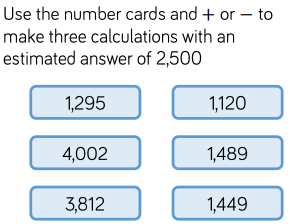 Use the number cards and + or − to
make three calculations with an
estimated answer of 2,500
1,295 1,120
4,002 1,489
3,812 1,449